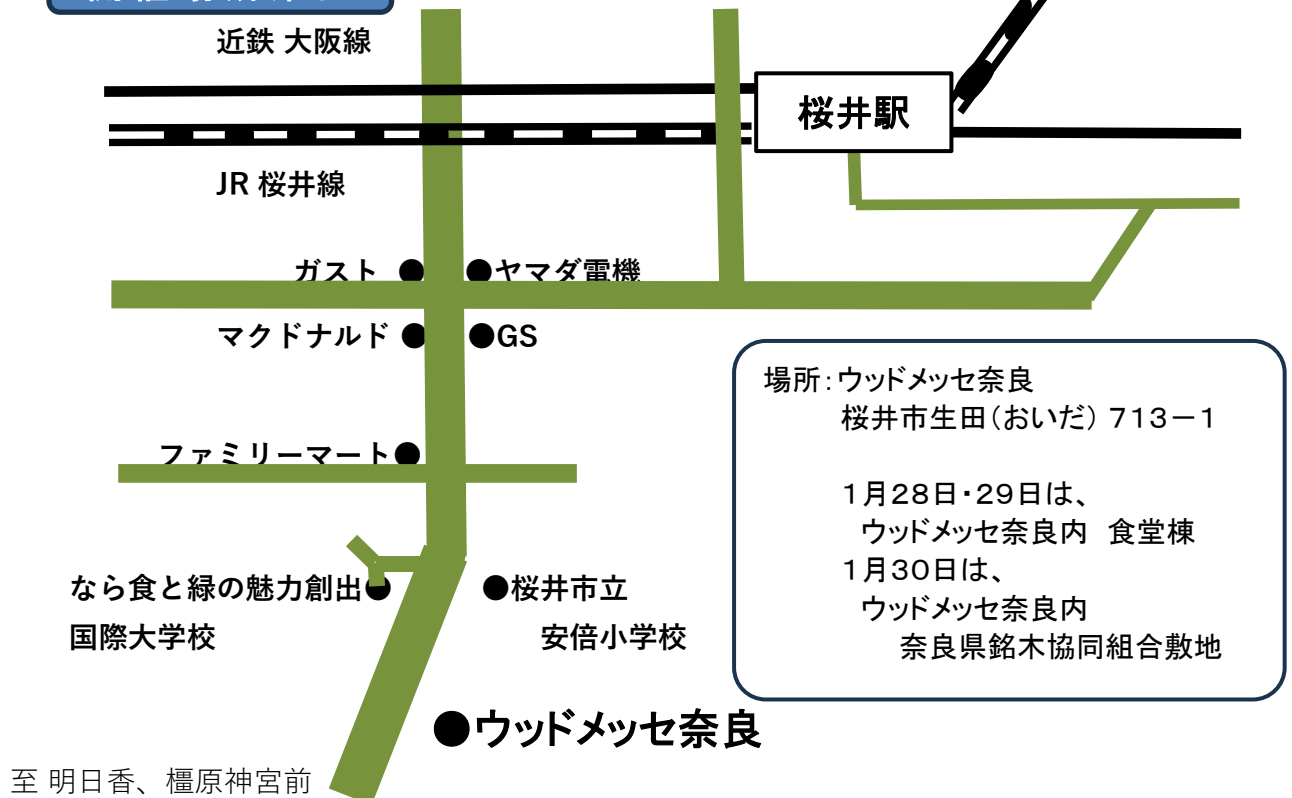 近鉄 大阪線
桜井駅
JR 桜井線
ガスト ●
●ヤマダ電機
マクドナルド ●
●GS
場所：ウッドメッセ奈良
桜井市生田（おいだ） ７１３－１
ファミリーマート●
１月２８日・２９日は、
ウッドメッセ奈良内　食堂棟
１月３０日は、
ウッドメッセ奈良内
奈良県銘木協同組合敷地
なら食と緑の魅力創出●
国際大学校
●桜井市立
安倍小学校
●ウッドメッセ奈良
至 明日香、橿原神宮前